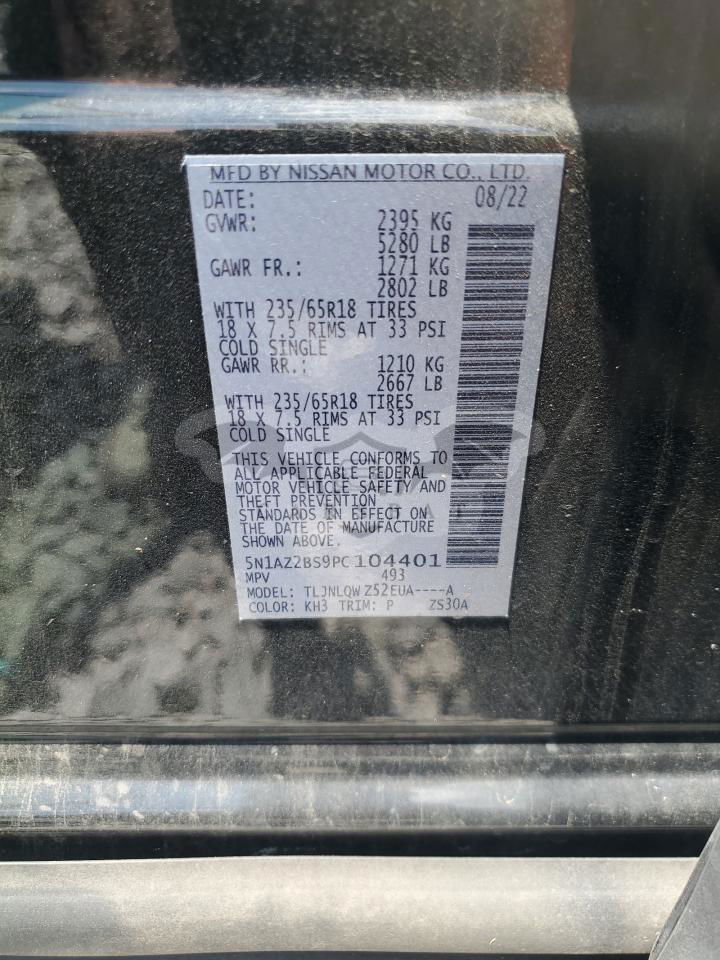 MFD BY NISSAN MOTOR CO., LTD.
DATE: 08/22
GVWR: 2395 KG
5280 LB
GAWR FR.: 1271 KG
2802 LB
WITH 235/65R18 TIRES
18 X 7.5 RIMS AT 33 PSI
COLD SINGLE
GAWR RR.: 1210 KG
2667 LB
WITH 235/65R18 TIRES
18 X 7.5 RIMS AT 33 PSI
COLD SINGLE
THIS VEHICLE CONFORMS TO
ALL APPLICABLE FEDERAL
MOTOR VEHICLE SAFETY AND
THEFT PREVENTION
STANDARDS IN EFFECT ON
THE DATE OF MANUFACTURE
SHOWN ABOVE.
5N1AZ2BS9PC104401
MPV 493
MODEL: TLJNLQW Z52EUA----A
COLOR: KH3 TRIM: P ZS30A